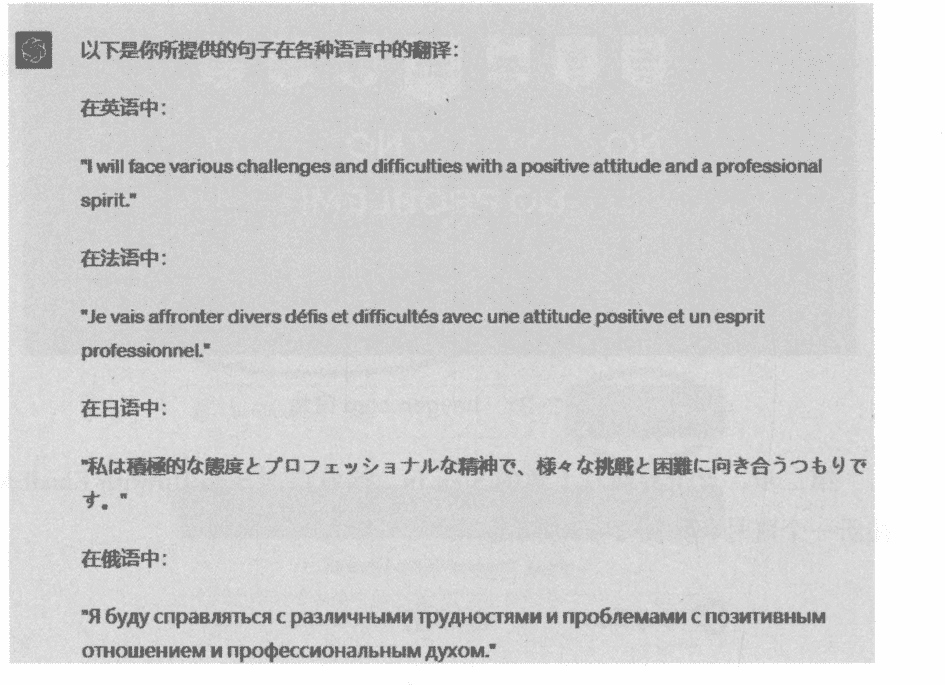 以下是你所提供的句子在各种语言中的翻译：
在英语中：
"I will face various challenges and difficulties with a positive attitude and a professional
spirit."
在法语中：
"Je vais affronter divers défis et difficultés avec une attitude positive et un esprit
professionnel."
在日语中：
"私は積極的な態度とプロフェッショナルな精神で、様々な挑戦と困難に向き合うつもりで
す。"
在俄语中：
"Я буду справляться с различными трудностями и проблемами с позитивным
отношением и профессиональным духом."